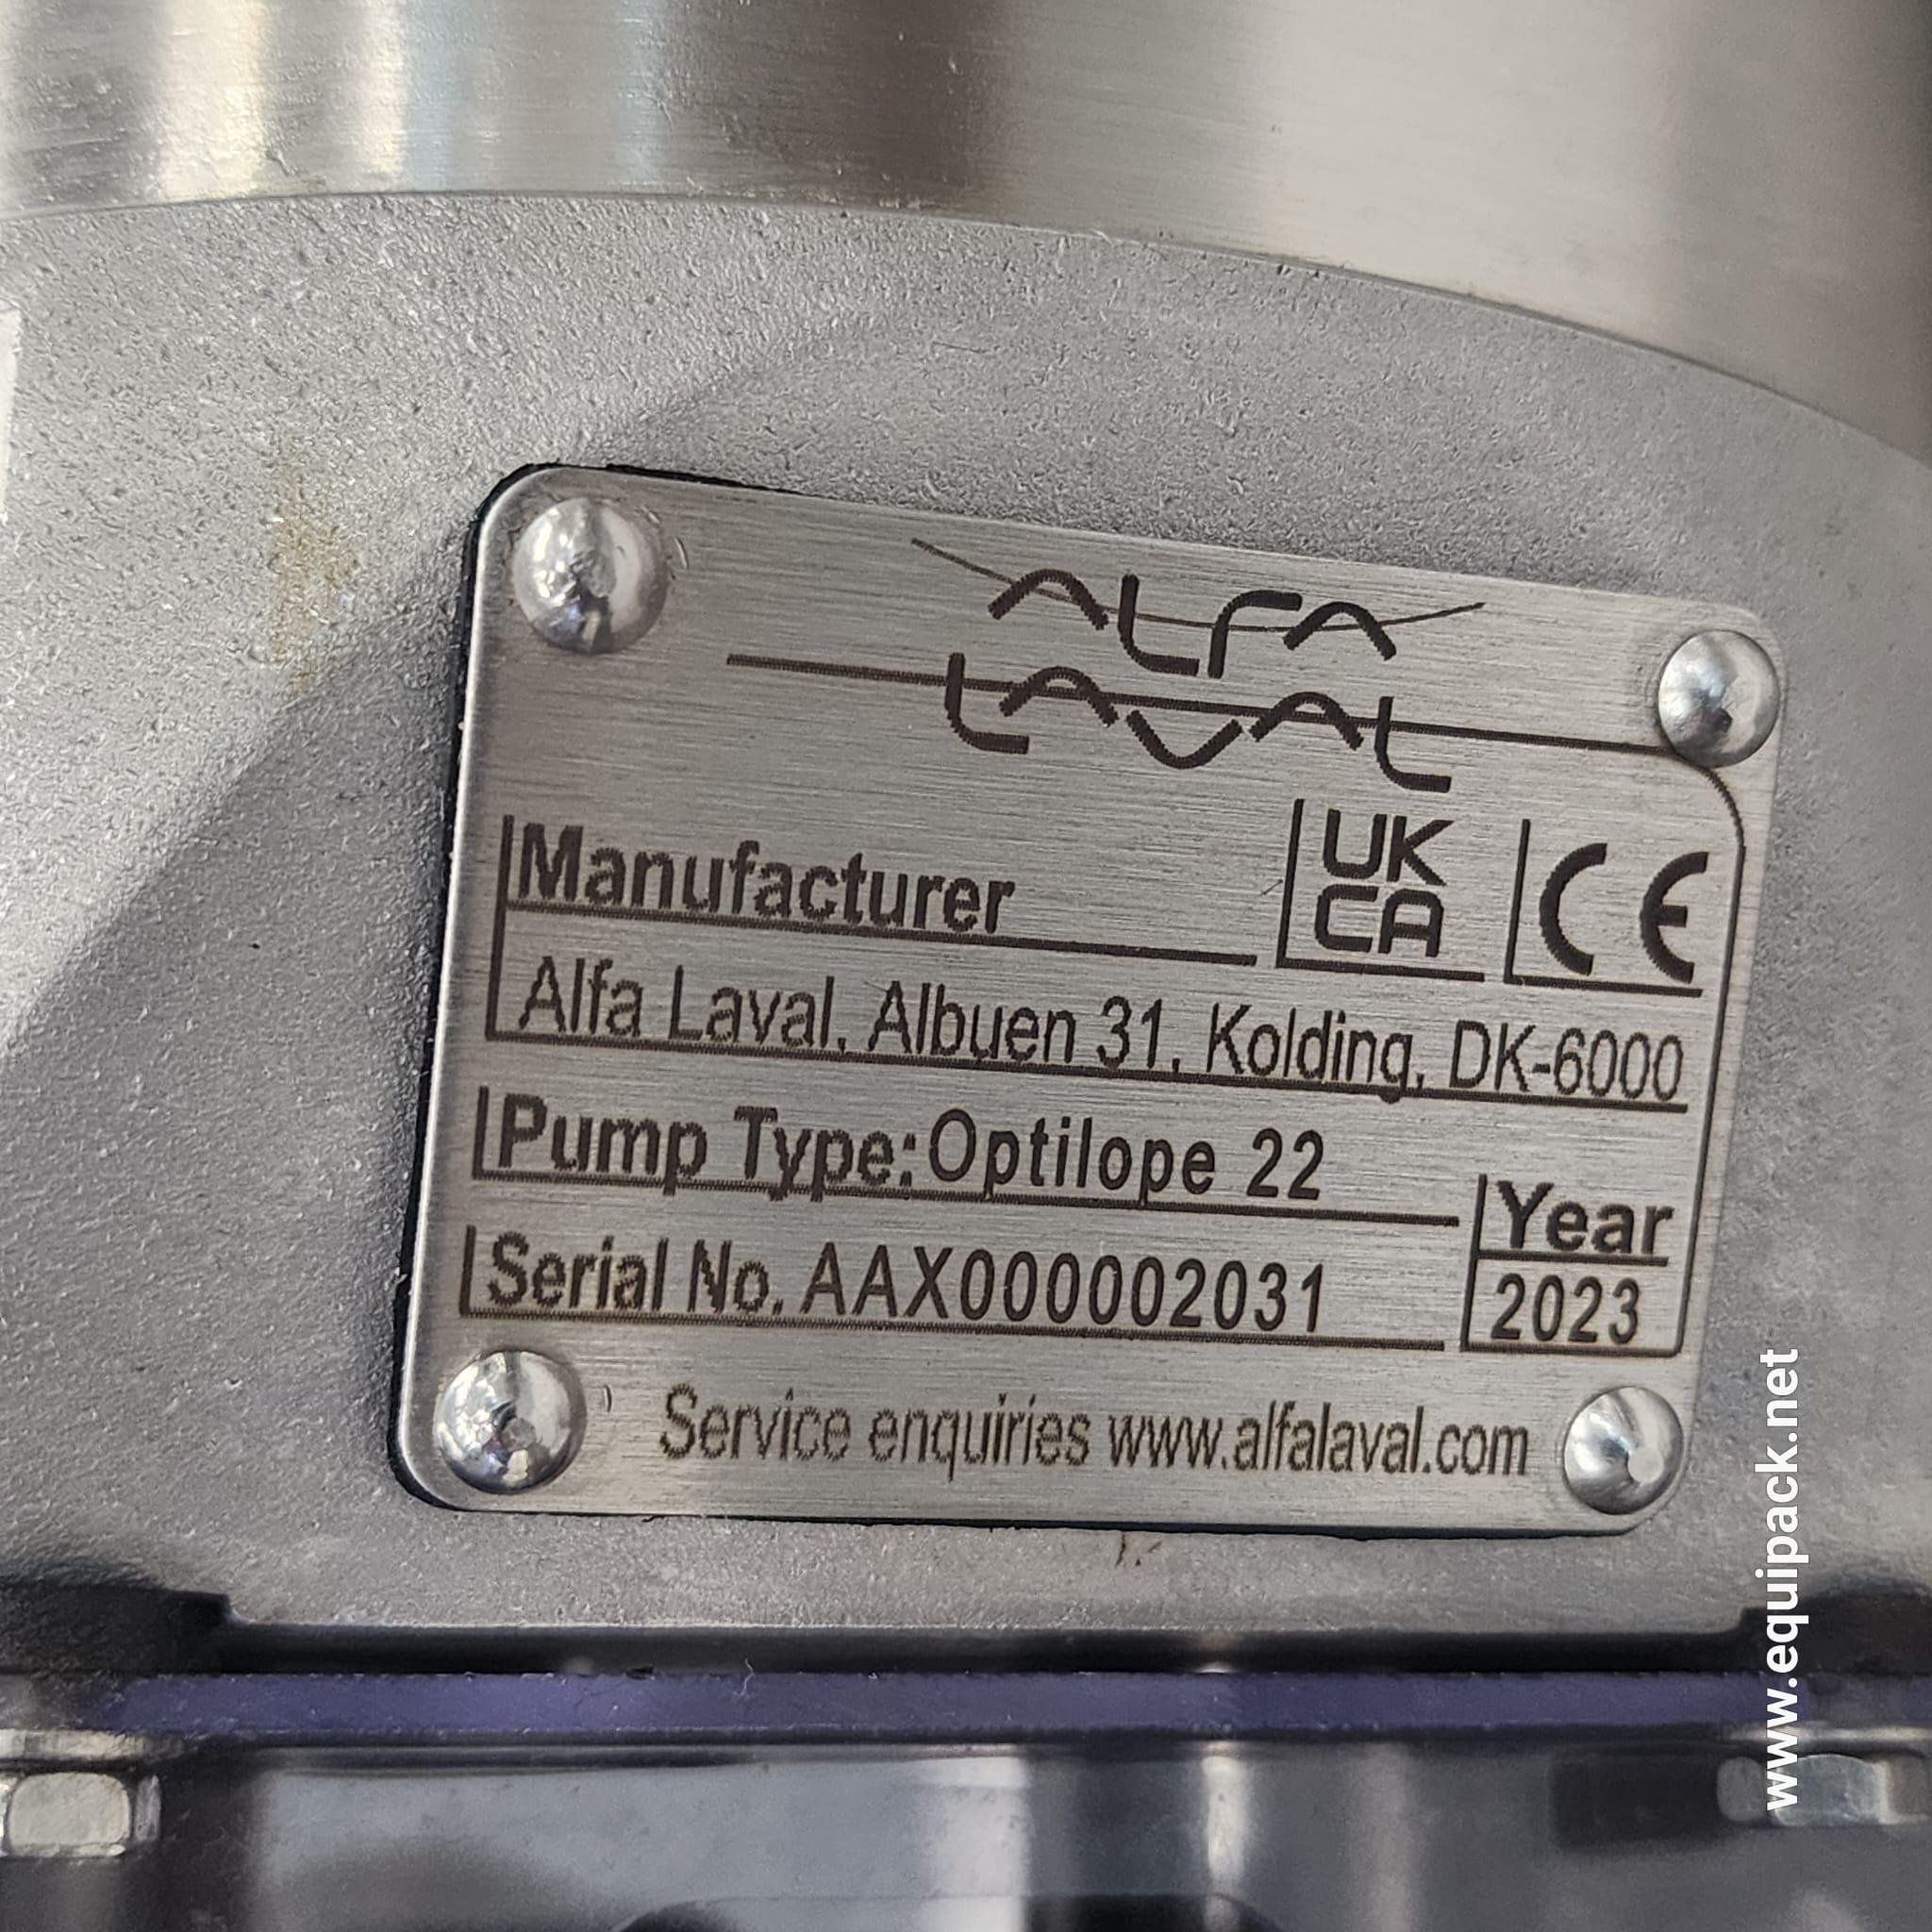 ALFA
LAVAL
Manufacturer
UK
CA
CE
Alfa Laval, Albuen 31, Kolding, DK-6000
Pump Type: Optilope 22
Year
Serial No. AAX000002031
2023
Service enquiries www.alfalaval.com
www.equipack.net